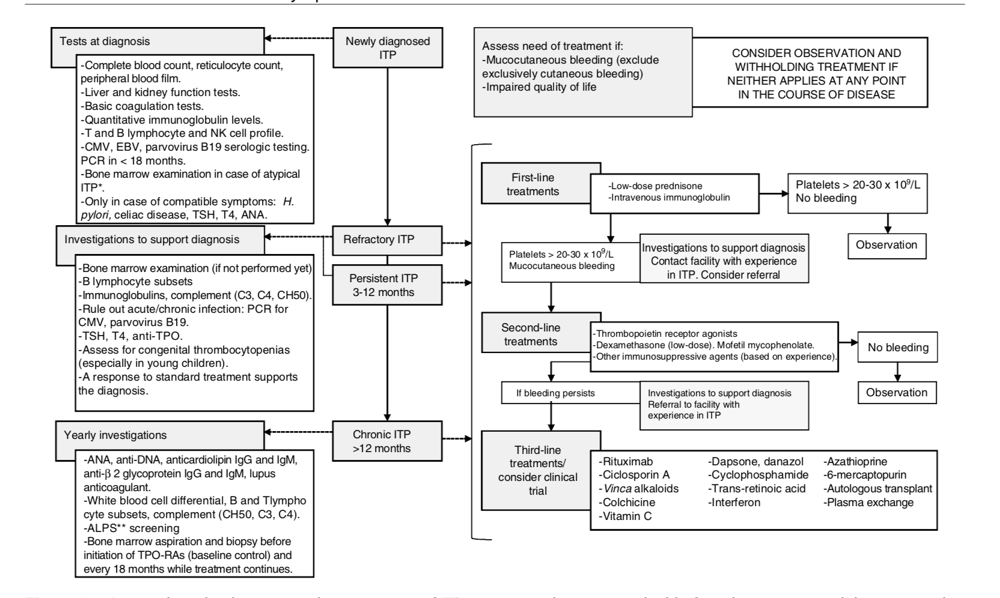 Tests at diagnosis
-Complete blood count, reticulocyte count,
peripheral blood film.
-Liver and kidney function tests.
-Basic coagulation tests.
-Quantitative immunoglobulin levels.
-T and B lymphocyte and NK cell profile.
-CMV, EBV, parvovirus B19 serologic testing.
PCR in < 18 months.
-Bone marrow examination in case of atypical
ITP*.
-Only in case of compatible symptoms: H.
pylori, celiac disease, TSH, T4, ANA.
Newly diagnosed
ITP
Investigations to support diagnosis
-Bone marrow examination (if not performed yet)
-B lymphocyte subsets
-Immunoglobulins, complement (C3, C4, CH50).
-Rule out acute/chronic infection: PCR for
CMV, parvovirus B19.
-TSH, T4, anti-TPO.
-Assess for congenital thrombocytopenias
(especially in young children).
-A response to standard treatment supports
the diagnosis.
Refractory ITP
Persistent ITP
3-12 months
Yearly investigations
-ANA, anti-DNA, anticardiolipin IgG and IgM,
anti-β 2 glycoprotein IgG and IgM, lupus
anticoagulant.
-White blood cell differential, B and Tlympho
cyte subsets, complement (CH50, C3, C4).
-ALPS** screening
-Bone marrow aspiration and biopsy before
initiation of TPO-RAs (baseline control) and
every 18 months while treatment continues.
Chronic ITP
>12 months
Assess need of treatment if:
-Mucocutaneous bleeding (exclude
exclusively cutaneous bleeding)
-Impaired quality of life
CONSIDER OBSERVATION AND
WITHHOLDING TREATMENT IF
NEITHER APPLIES AT ANY POINT
IN THE COURSE OF DISEASE
First-line
treatments
-Low-dose prednisone
-Intravenous immunoglobulin
Platelets > 20-30 x 10⁹/L
No bleeding
Observation
Platelets > 20-30 x 10⁹/L
Mucocutaneous bleeding
Investigations to support diagnosis
Contact facility with experience
in ITP. Consider referral
Second-line
treatments
-Thrombopoietin receptor agonists
-Dexamethasone (low-dose). Mofetil mycophenolate.
-Other immunosuppressive agents (based on experience).
No bleeding
Observation
If bleeding persists
Investigations to support diagnosis
Referral to facility with
experience in ITP
Third-line
treatments/
consider clinical
trial
-Rituximab
-Ciclosporin A
-Vinca alkaloids
-Colchicine
-Vitamin C
-Dapsone, danazol
-Cyclophosphamide
-Trans-retinoic acid
-Interferon
-Azathioprine
-6-mercaptopurin
-Autologous transplant
-Plasma exchange